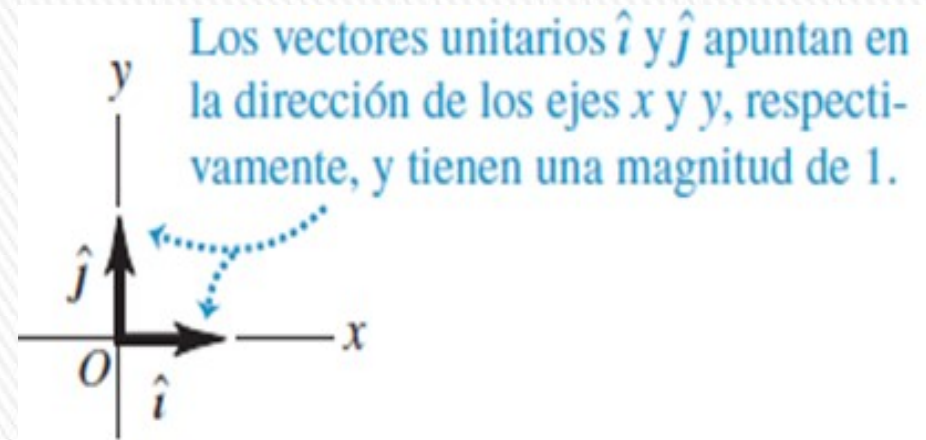 Los vectores unitarios î y ĵ apuntan en
la dirección de los ejes x y y, respecti-
vamente, y tienen una magnitud de 1.
y
ĵ
x
O
î